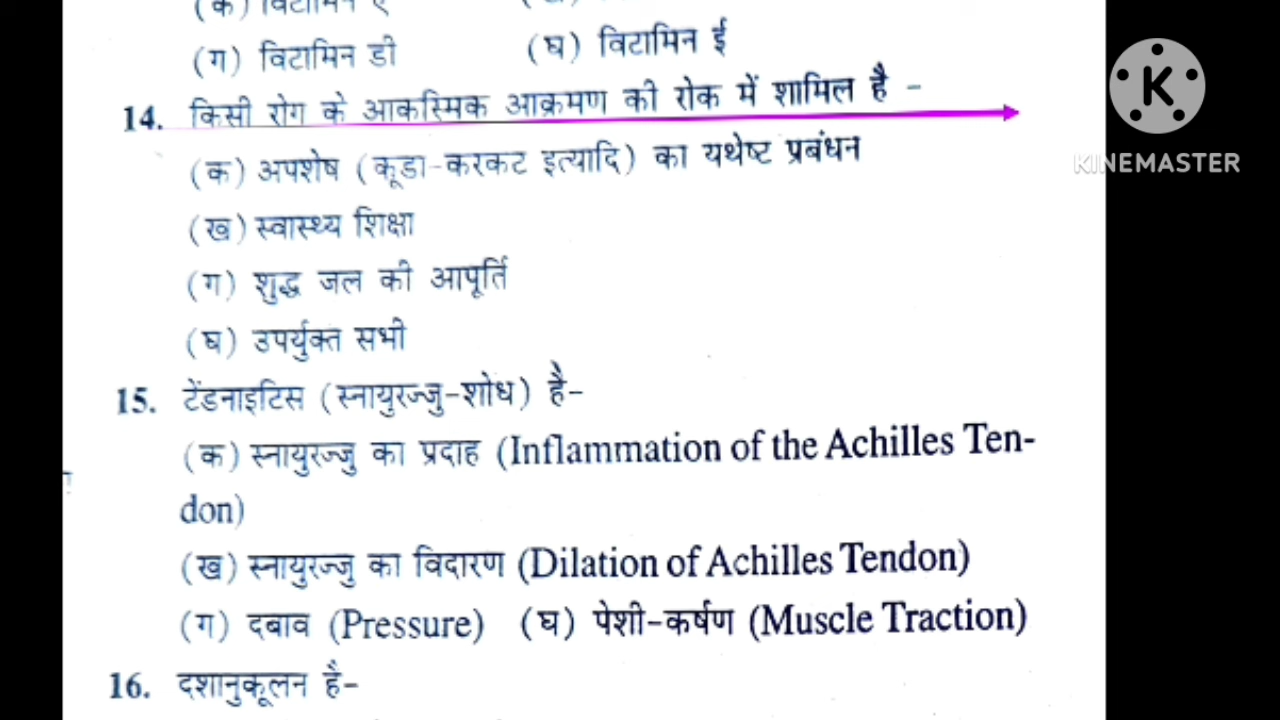 (क) विटामिन ए
(ग) विटामिन डी (घ) विटामिन ई
14. किसी रोग के आकस्मिक आक्रमण की रोक में शामिल है -
(क) अपशेष (कूडा-करकट इत्यादि) का यथेष्ट प्रबंधन
(ख) स्वास्थ्य शिक्षा
(ग) शुद्ध जल की आपूर्ति
(घ) उपर्युक्त सभी
15. टेंडनाइटिस (स्नायुरज्जु-शोध) है-
(क) स्नायुरज्जु का प्रदाह (Inflammation of the Achilles Ten-
don)
(ख) स्नायुरज्जु का विदारण (Dilation of Achilles Tendon)
(ग) दबाव (Pressure) (घ) पेशी-कर्षण (Muscle Traction)
16. दशानुकूलन है-
K
KINEMASTER